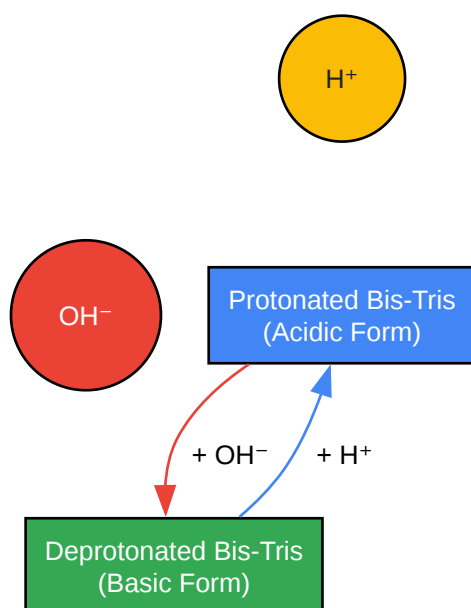 H⁺
OH⁻
Protonated Bis-Tris
(Acidic Form)
+ OH⁻
+ H⁺
Deprotonated Bis-Tris
(Basic Form)